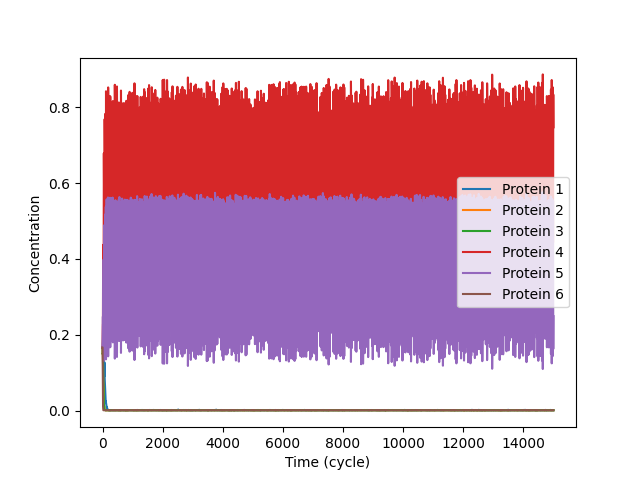 0.8
0.6
0.4
0.2
0.0
Concentration
Protein 1
Protein 2
Protein 3
Protein 4
Protein 5
Protein 6
0 2000 4000 6000 8000 10000 12000 14000
Time (cycle)